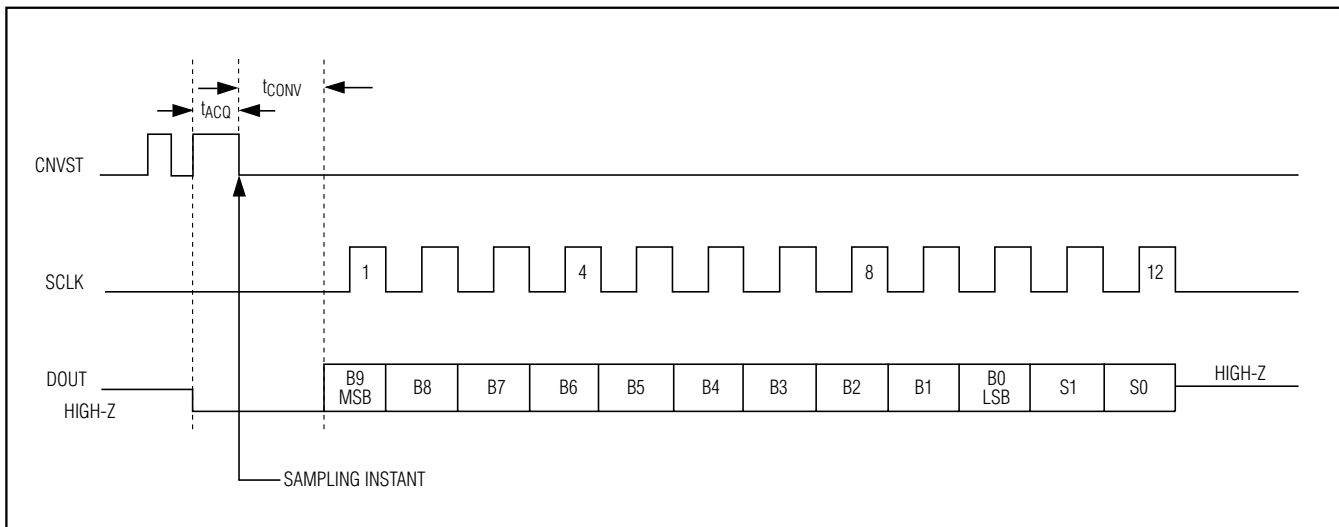 tCONV
tACQ
CNVST
SCLK
1
4
8
12
DOUT
HIGH-Z
B9
MSB
B8
B7
B6
B5
B4
B3
B2
B1
B0
LSB
S1
S0
HIGH-Z
SAMPLING INSTANT